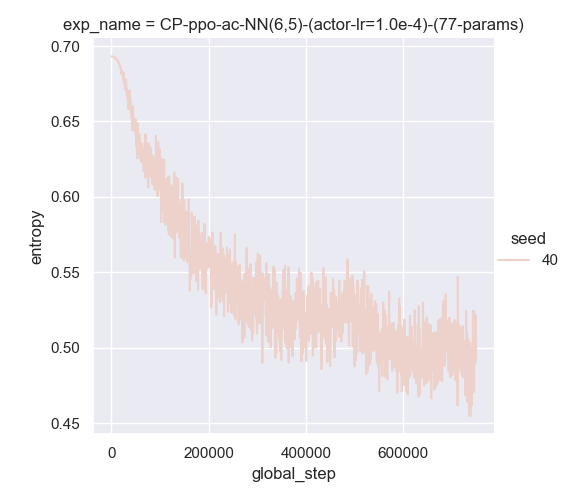 exp_name = CP-ppo-ac-NN(6,5)-(actor-lr=1.0e-4)-(77-params)
0.70
0.65
0.60
0.55
0.50
0.45
entropy
seed
40
0
200000
400000
600000
global_step